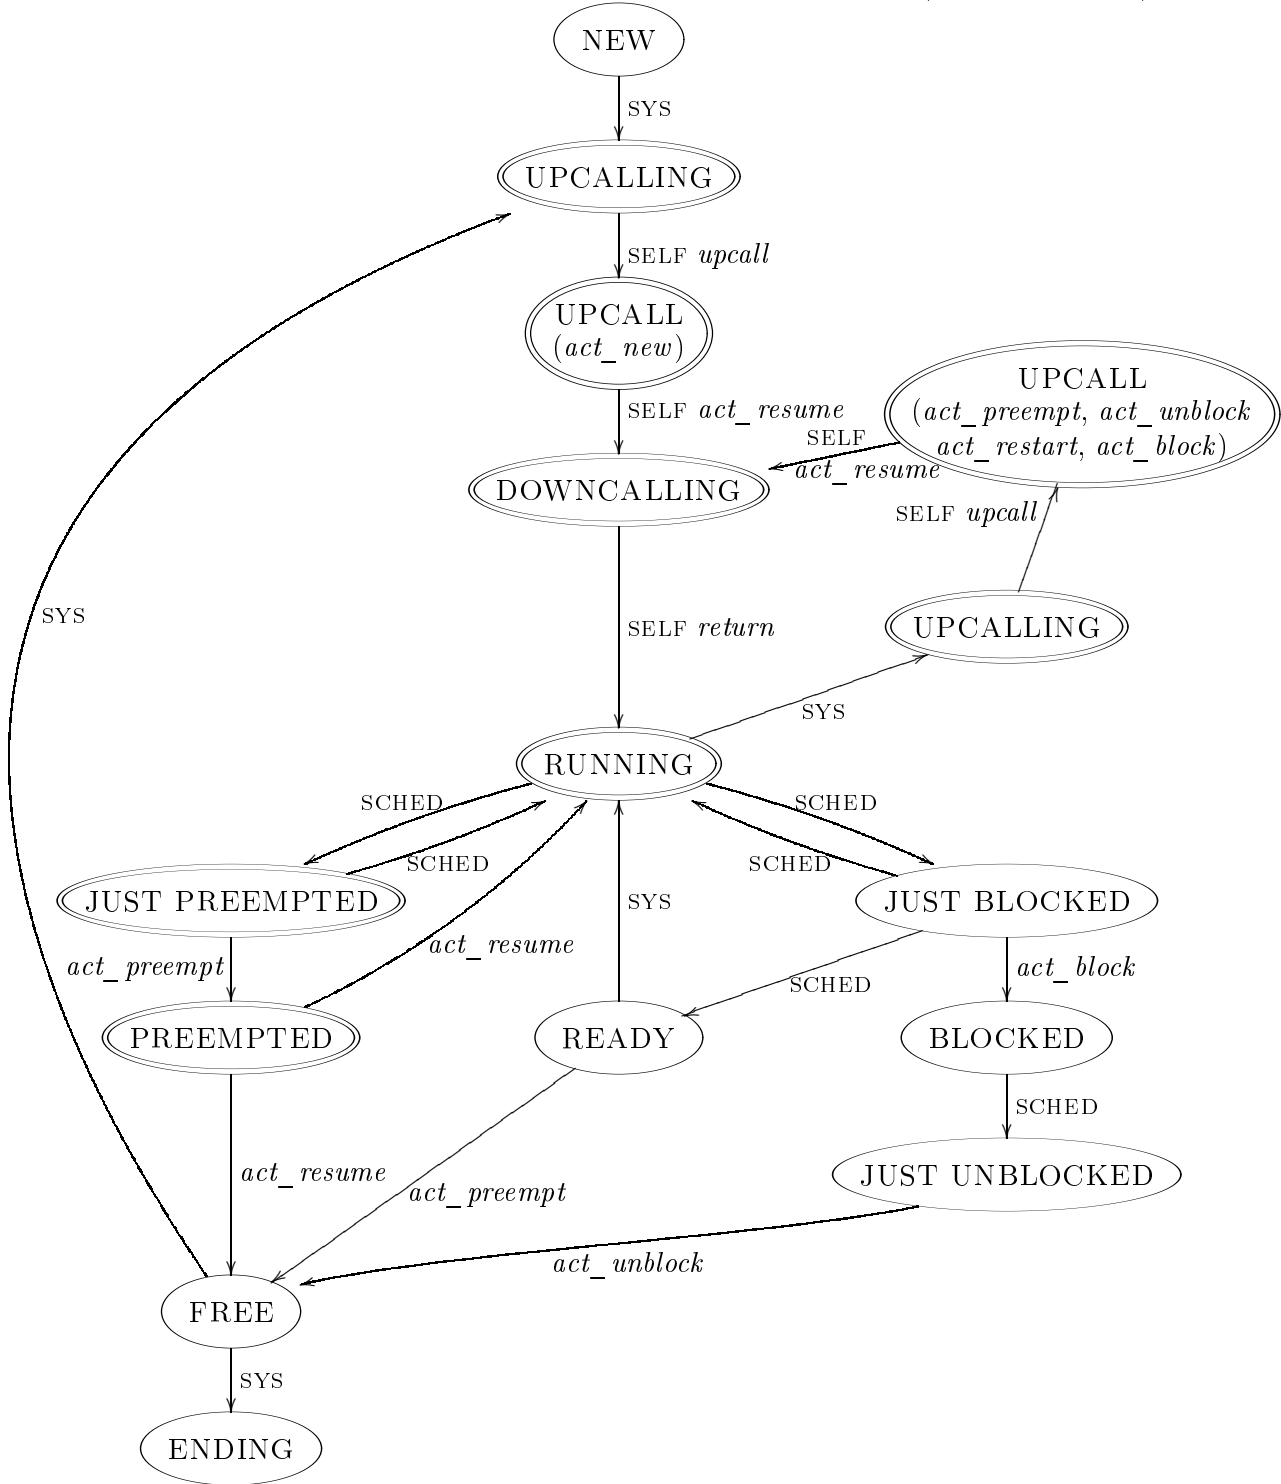 NEW
SYS
UPCALLING
SELF upcall
UPCALL
(act_new)
SELF act_resume
UPCALL
(act_preempt, act_unblock
act_restart, act_block)
SELF
act_resume
DOWNCALLING
SELF upcall
SYS
SELF return
UPCALLING
SYS
RUNNING
SCHED
SCHED
SCHED
SCHED
JUST PREEMPTED
SYS
JUST BLOCKED
act_preempt
act_resume
SCHED
act_block
PREEMPTED
READY
BLOCKED
SCHED
act_resume
act_preempt
JUST UNBLOCKED
act_unblock
FREE
SYS
ENDING